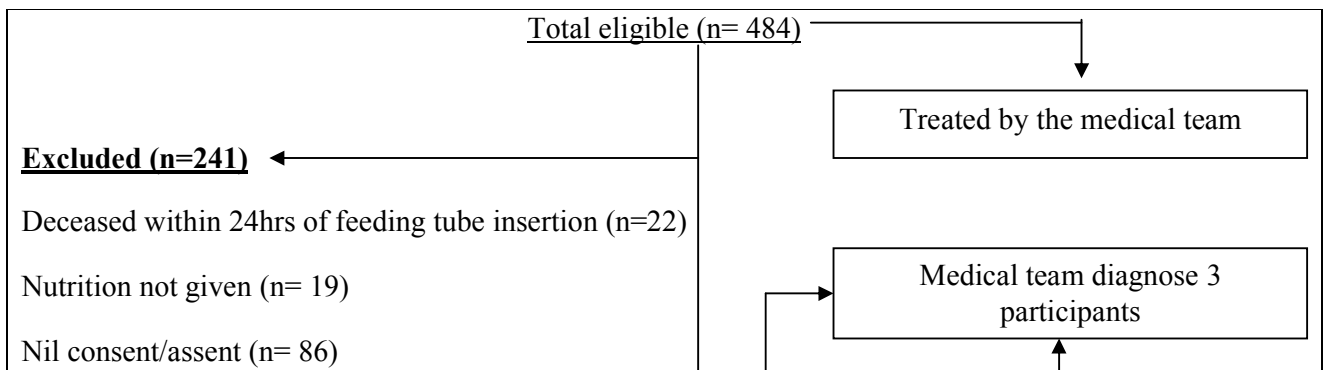 Total eligible (n= 484)
Treated by the medical team
Excluded (n=241)
Deceased within 24hrs of feeding tube insertion (n=22)
Nutrition not given (n= 19)
Medical team diagnose 3
participants
Nil consent/assent (n= 86)